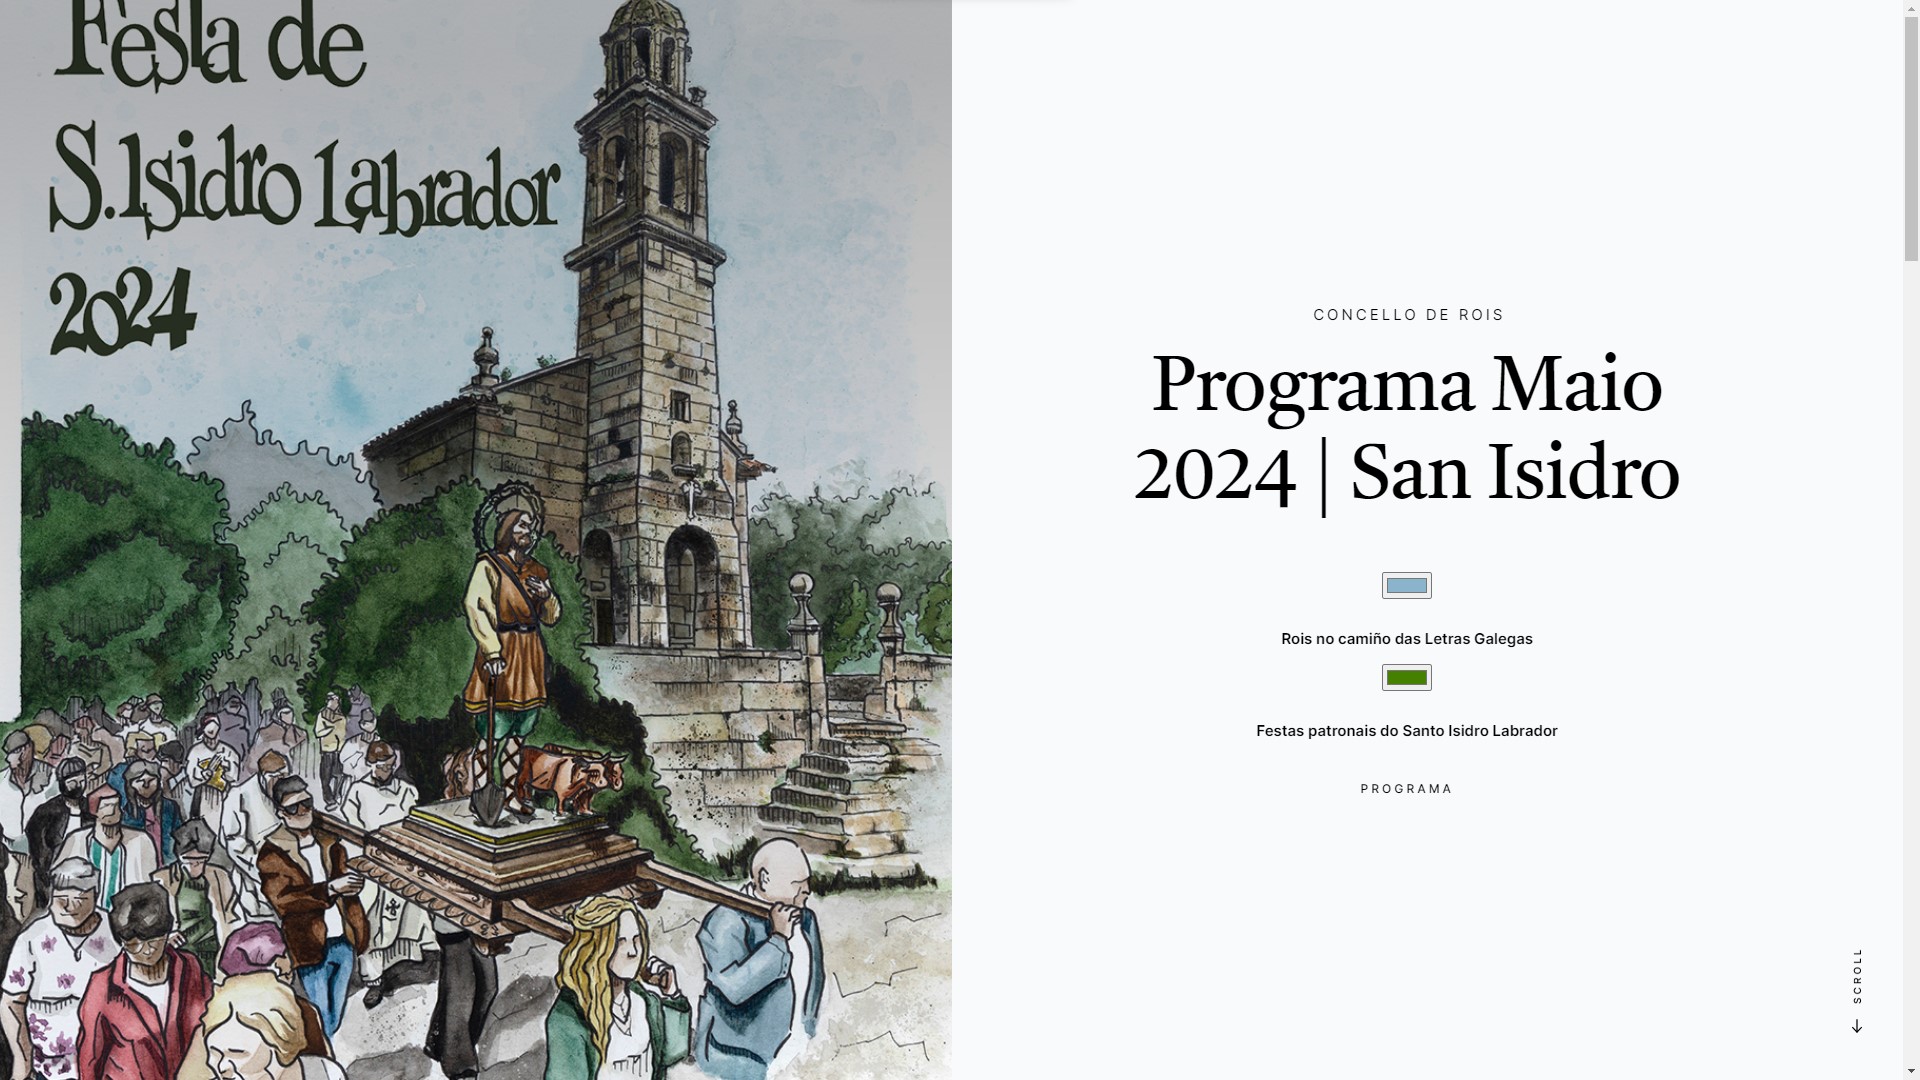 Festa de
S. Isidro Labrador
2024
CONCELLO DE ROIS
Programa Maio
2024 | San Isidro
Rois no camiño das Letras Galegas
Festas patronais do Santo Isidro Labrador
PROGRAMA
SCROLL